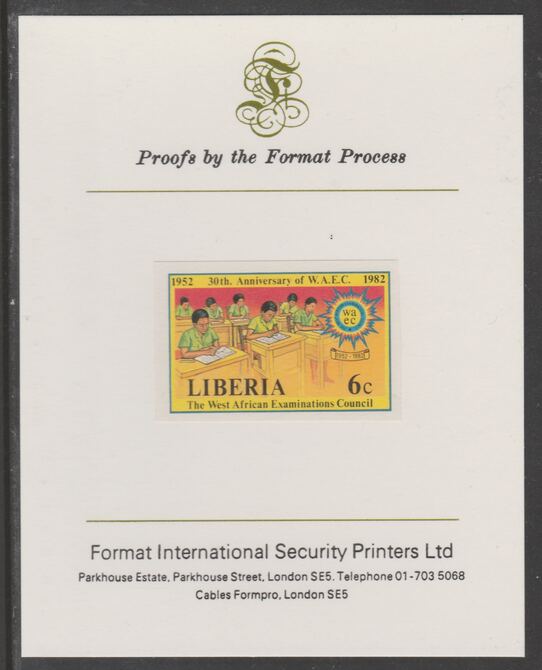 F
Proofs by the Format Process
1952 30th. Anniversary of W.A.E.C. 1982
wa
ec
1952 - 1982
LIBERIA 6c
The West African Examinations Council
Format International Security Printers Ltd
Parkhouse Estate, Parkhouse Street, London SE5. Telephone 01-703 5068
Cables Formpro, London SE5